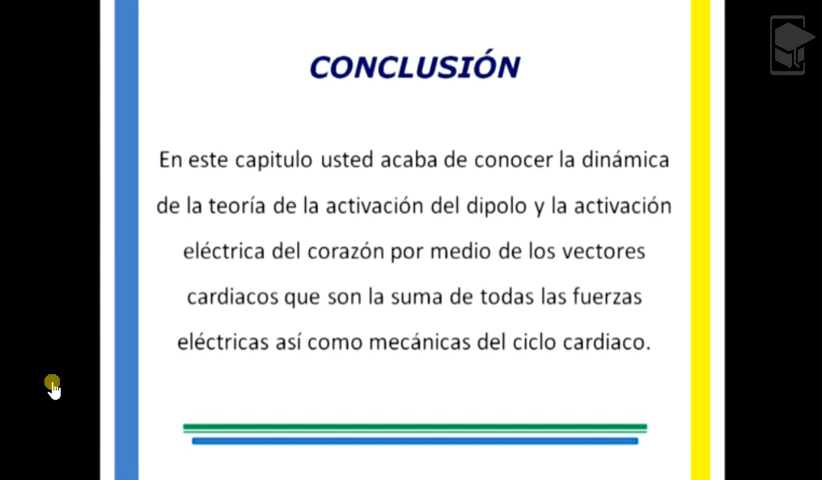 CONCLUSIÓN
En este capitulo usted acaba de conocer la dinámica
de la teoría de la activación del dipolo y la activación
eléctrica del corazón por medio de los vectores
cardiacos que son la suma de todas las fuerzas
eléctricas así como mecánicas del ciclo cardiaco.